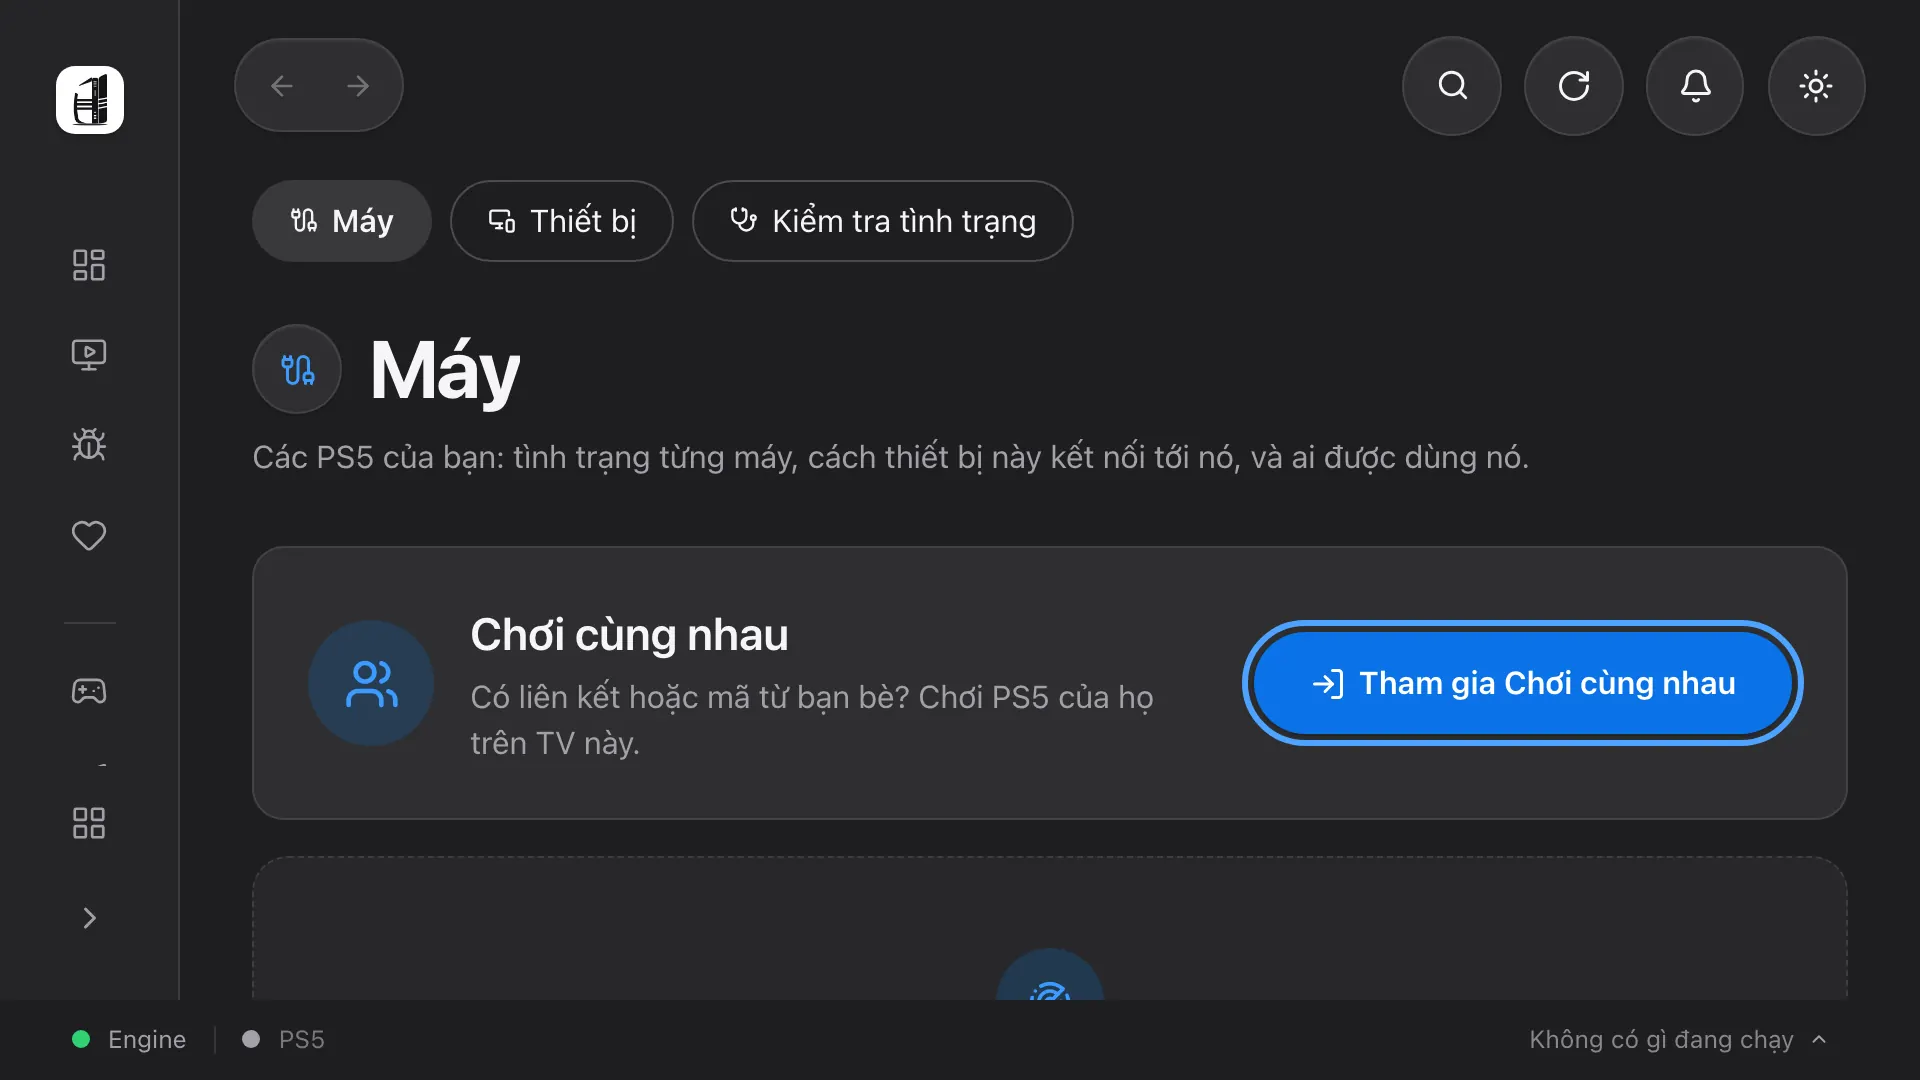 Máy
Thiết bị
Kiểm tra tình trạng
Máy
Các PS5 của bạn: tình trạng từng máy, cách thiết bị này kết nối tới nó, và ai được dùng nó.
Chơi cùng nhau
Có liên kết hoặc mã từ bạn bè? Chơi PS5 của họ
trên TV này.
Tham gia Chơi cùng nhau
Engine
PS5
Không có gì đang chạy